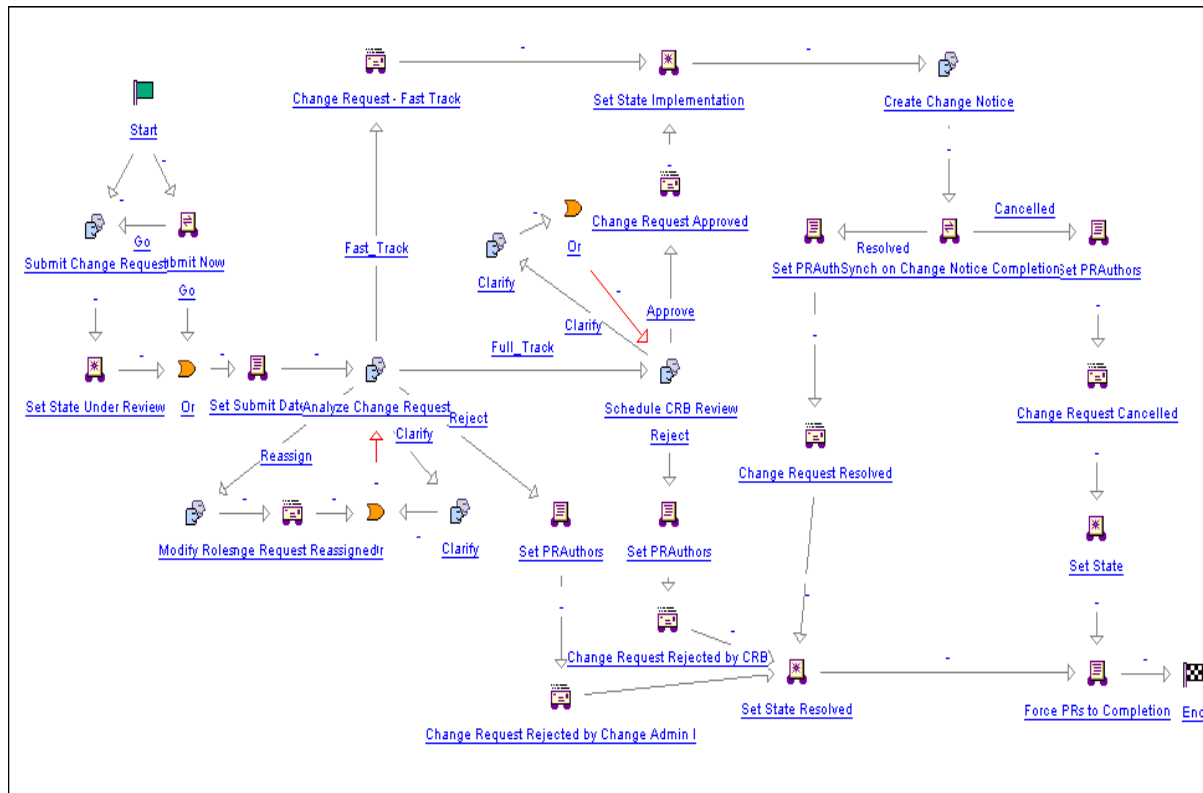 Change Request - Fast Track
Set State Implementation
Create Change Notice
Start
Change Request Approved
Cancelled
Go
Or
Resolved
Submit Change Request
bmit Now
Fast_Track
Set PRAuth
Synch on Change Notice Completion
Set PRAuthors
Clarify
Go
Clarify
Approve
Full_Track
Set State Under Review
Or
Set Submit Date
Analyze Change Request
Schedule CRB Review
Change Request Cancelled
Reject
Clarify
Reject
Reassign
Change Request Resolved
Modify Roles
nge Request Reassigned
Clarify
Set PRAuthors
Set PRAuthors
Set State
Change Request Rejected by CRB
Set State Resolved
Force PRs to Completion
End
Change Request Rejected by Change Admin I